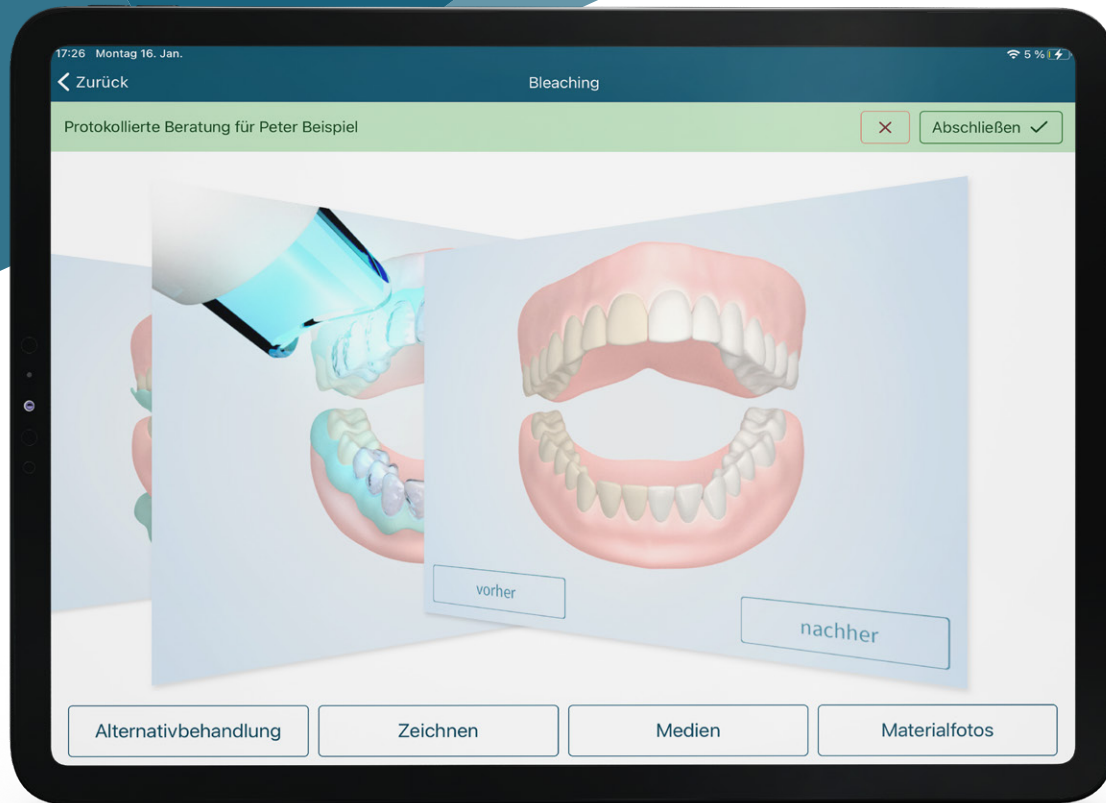 17:26 Montag 16. Jan.
5 %
Zurück
Bleaching
Protokollierte Beratung für Peter Beispiel
Abschließen
vorher
nachher
Alternativbehandlung
Zeichnen
Medien
Materialfotos